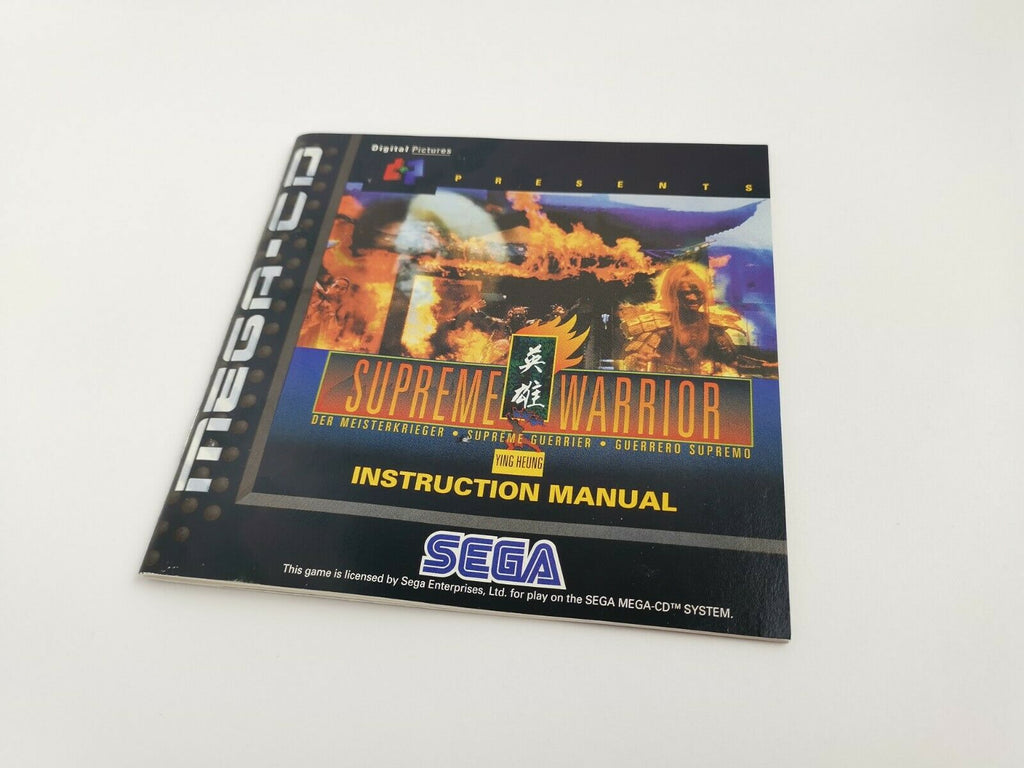 MEGA-CD
Digital Pictures
PRESENTS
英雄
SUPREME WARRIOR
DER MEISTERKRIEGER • SUPREME GUERRIER • GUERRERO SUPREMO
YING HEUNG
INSTRUCTION MANUAL
SEGA
This game is licensed by Sega Enterprises, Ltd. for play on the SEGA MEGA-CD™ SYSTEM.